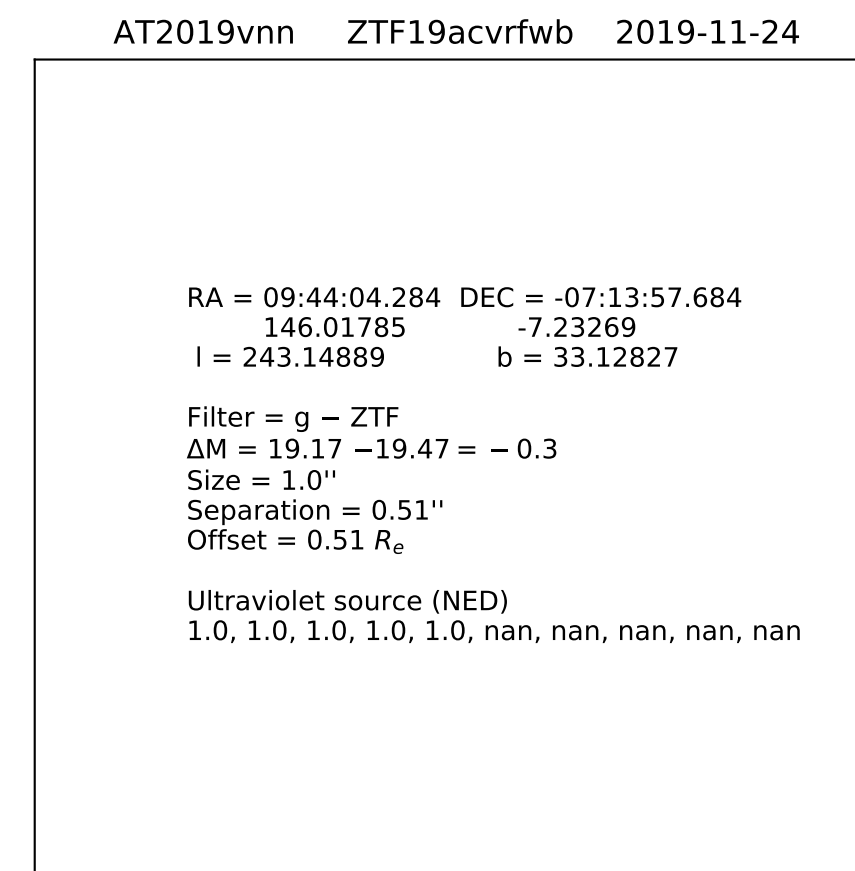 AT2019vnn ZTF19acvrfwb 2019-11-24
RA = 09:44:04.284 DEC = -07:13:57.684
146.01785 -7.23269
l = 243.14889 b = 33.12827
Filter = g − ZTF
ΔM = 19.17 −19.47 = − 0.3
Size = 1.0''
Separation = 0.51''
Offset = 0.51 Re
Ultraviolet source (NED)
1.0, 1.0, 1.0, 1.0, 1.0, nan, nan, nan, nan, nan